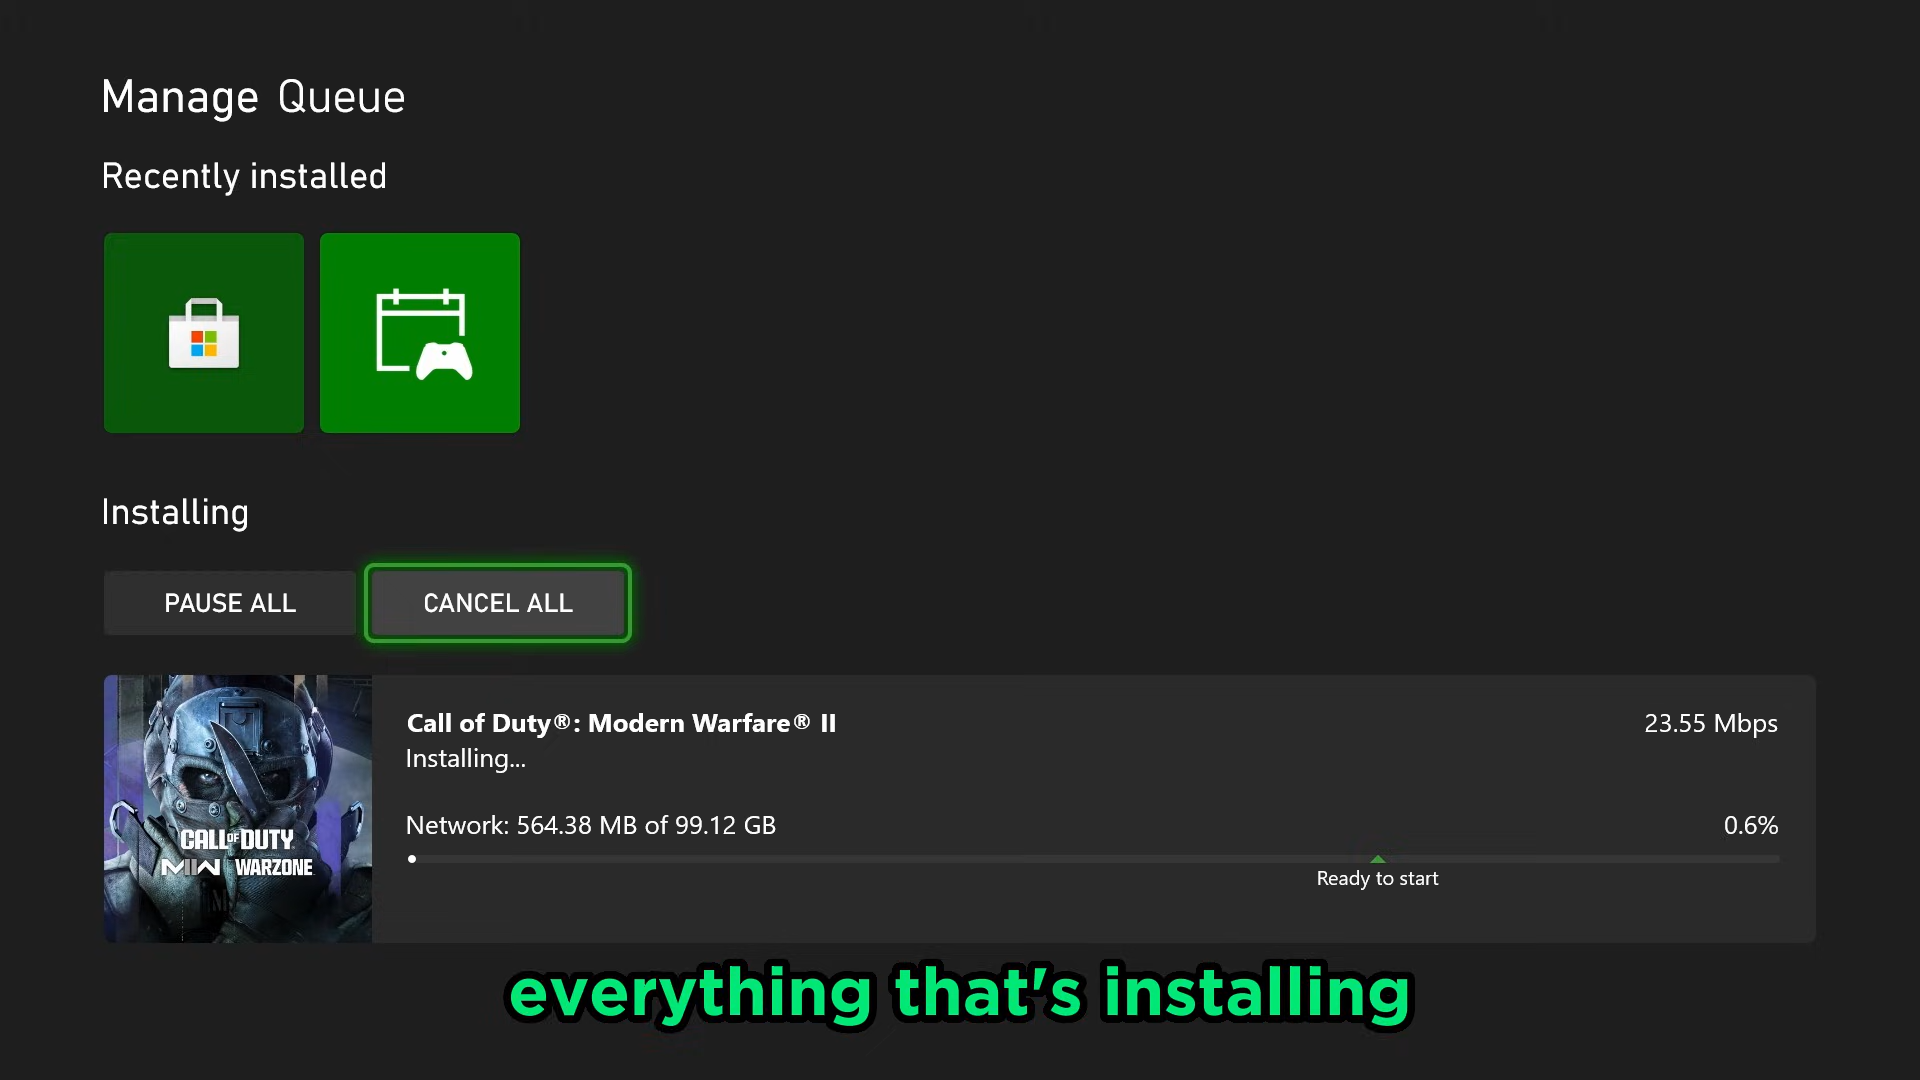 Manage Queue
Recently installed
Installing
PAUSE ALL
CANCEL ALL
Call of Duty®: Modern Warfare® II
23.55 Mbps
Installing...
Network: 564.38 MB of 99.12 GB
0.6%
Ready to start
CALL OF DUTY
MWII WARZONE
everything that's installing